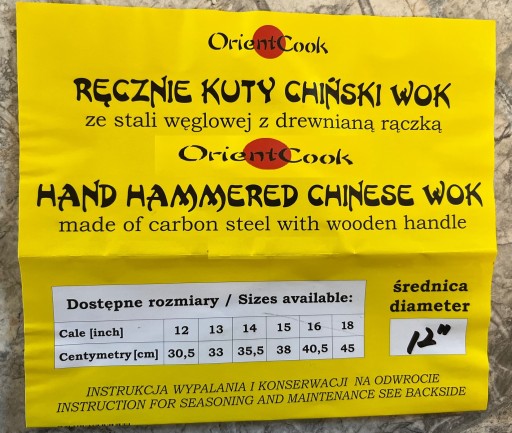 OrientCook
RĘCZNIE KUTY CHIŃSKI WOK
ze stali węglowej z drewnianą rączką
OrientCook
HAND HAMMERED CHINESE WOK
made of carbon steel with wooden handle
Dostępne rozmiary / Sizes available:
Cale [inch] 12 13 14 15 16 18
Centymetry [cm] 30,5 33 35,5 38 40,5 45
średnica
diameter
12"
INSTRUKCJA WYPALANIA I KONSERWACJI NA ODWROCIE
INSTRUCTION FOR SEASONING AND MAINTENANCE SEE BACKSIDE